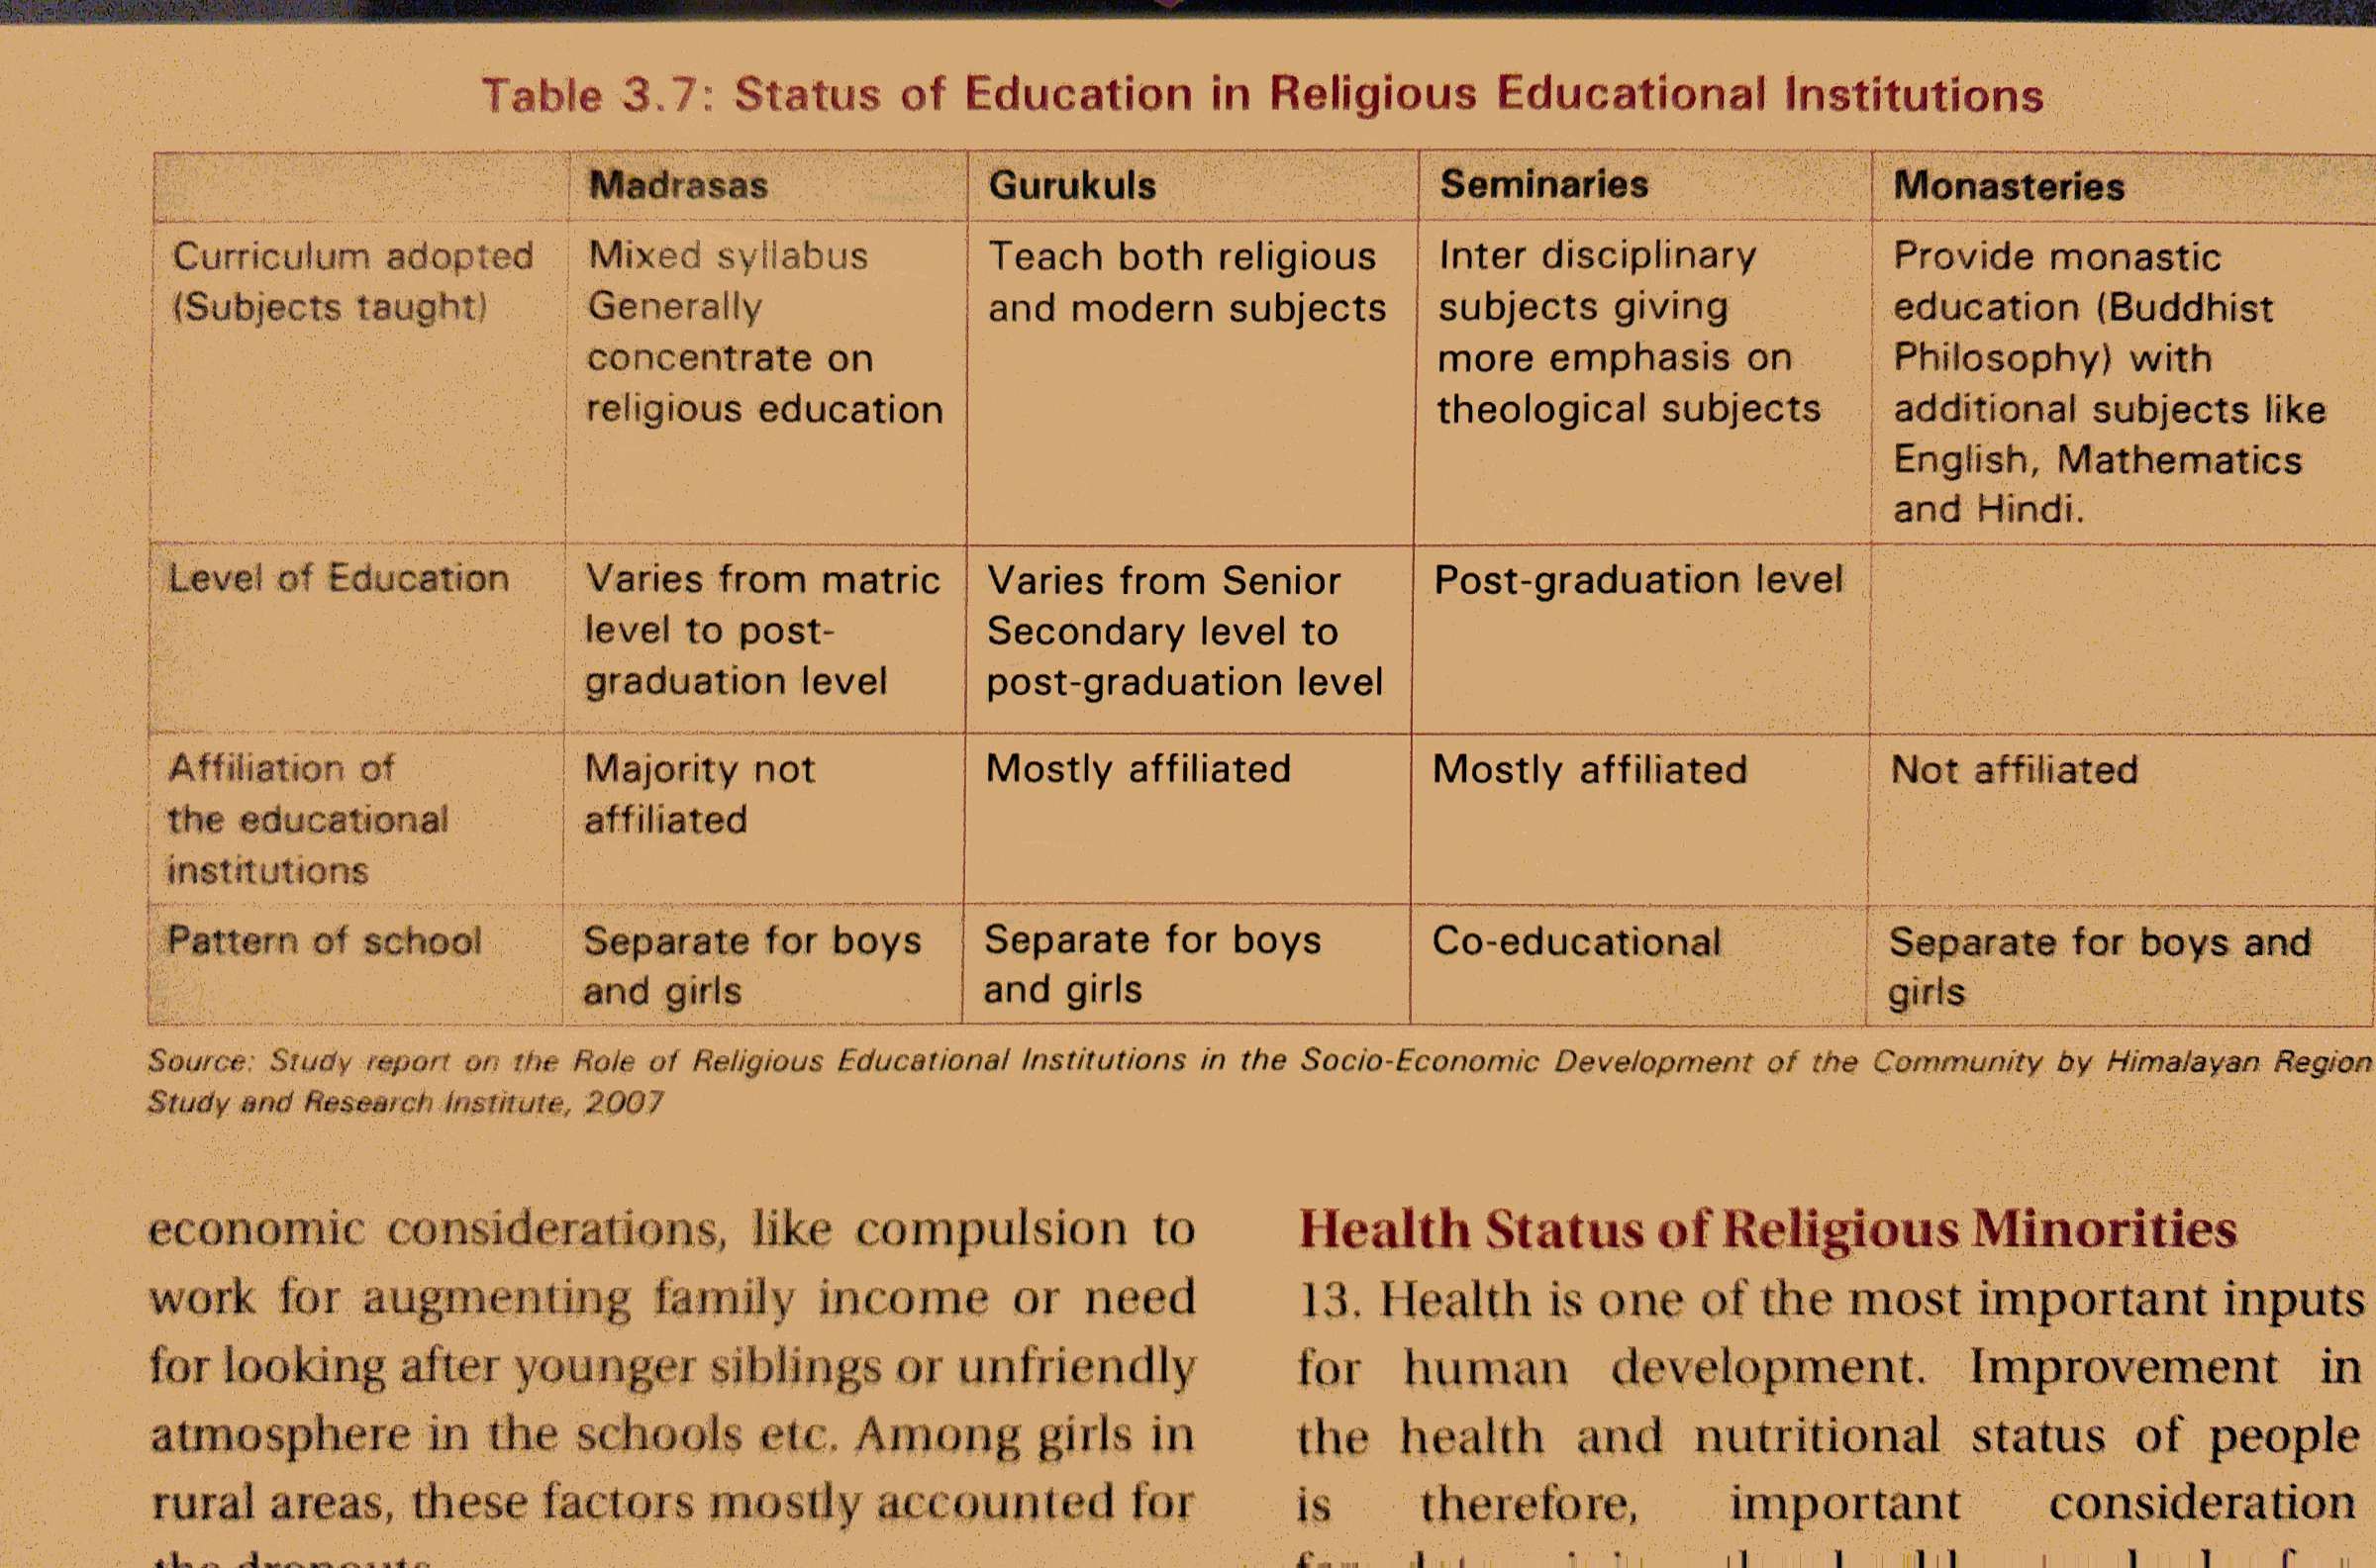 Table 3.7: Status of Education in Religious Educational Institutions
Madrasas Gurukuls Seminaries Monasteries
Curriculum adopted
(Subjects taught)
Mixed syllabus
Generally
concentrate on
religious education
Teach both religious
and modern subjects
Inter disciplinary
subjects giving
more emphasis on
theological subjects
Provide monastic
education (Buddhist
Philosophy) with
additional subjects like
English, Mathematics
and Hindi.
Level of Education
Varies from matric
level to post-
graduation level
Varies from Senior
Secondary level to
post-graduation level
Post-graduation level
Affiliation of
the educational
institutions
Majority not
affiliated
Mostly affiliated
Mostly affiliated
Not affiliated
Pattern of school
Separate for boys
and girls
Separate for boys
and girls
Co-educational
Separate for boys and
girls
Source: Study report on the Role of Religious Educational Institutions in the Socio-Economic Development of the Community by Himalayan Region
Study and Research Institute, 2007
economic considerations, like compulsion to
work for augmenting family income or need
for looking after younger siblings or unfriendly
atmosphere in the schools etc. Among girls in
rural areas, these factors mostly accounted for
the dropouts
Health Status of Religious Minorities
13. Health is one of the most important inputs
for human development. Improvement in
the health and nutritional status of people
is therefore, important consideration